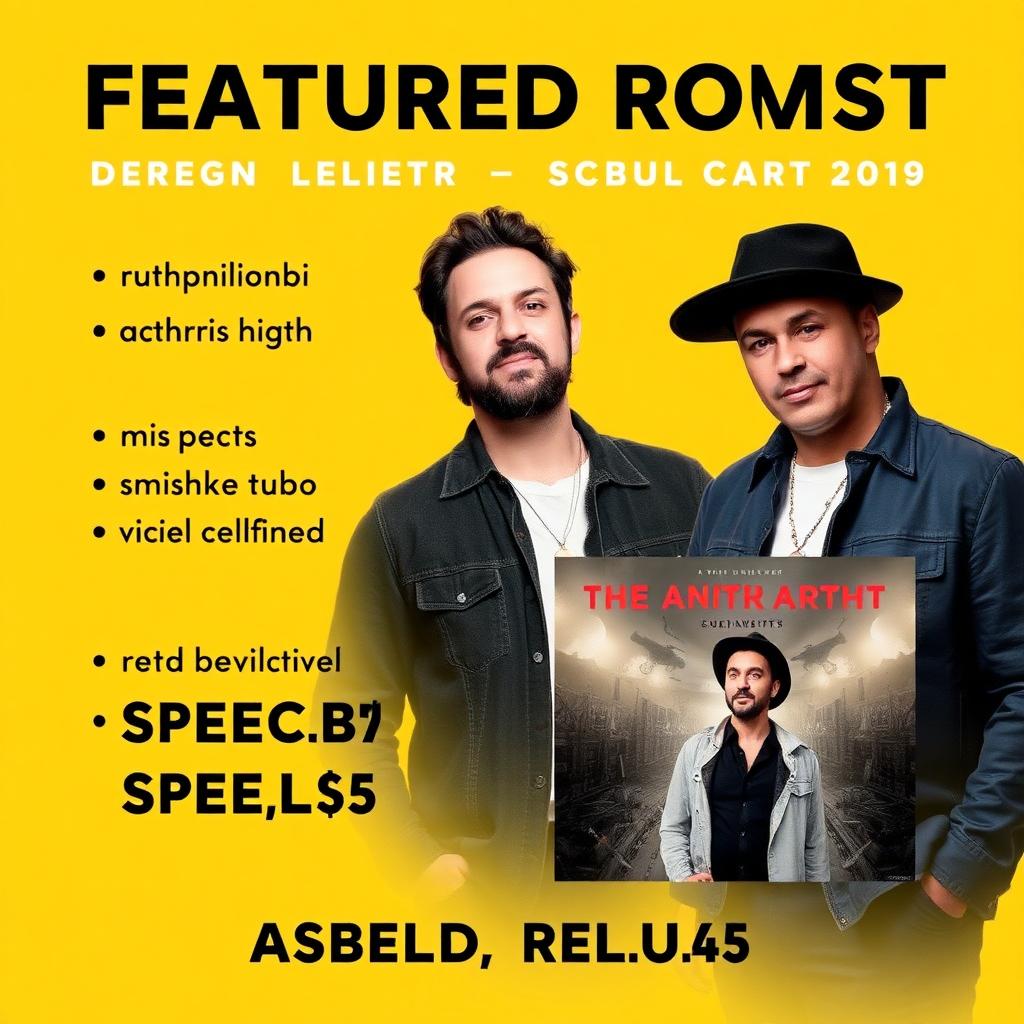 FEATURED ROMST
DEREGN LELIETR – SCBUL CART 2019
• ruthpnilionbi
• acthrris higth
• mis pects
• smishke tubo
• viciel cellfined
• retd bevilctivel
• SPEEC.B7
SPEE,L$5
THE ANITR ARTHT
ASBELD, REL.U.45